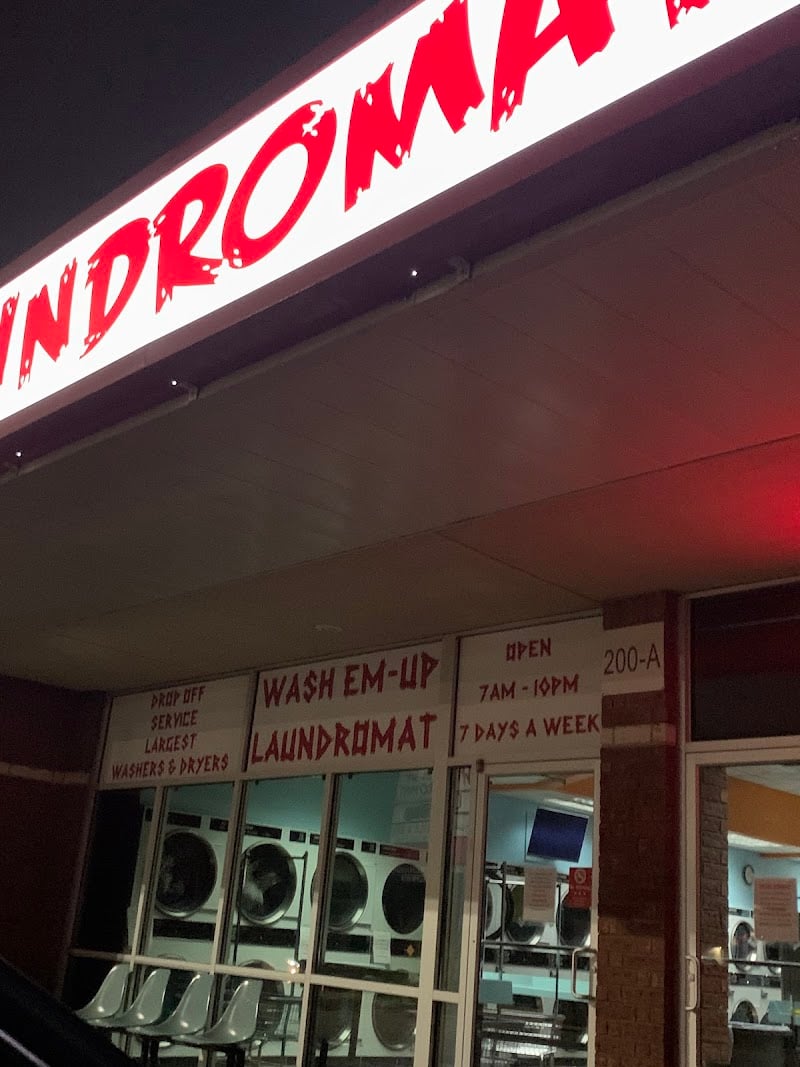 NDROMA
DROP OFF
SERVICE
LARGEST
WASHERS & DRYERS
WASH EM-UP
LAUNDROMAT
OPEN
7AM - 10PM
7 DAYS A WEEK
200-A